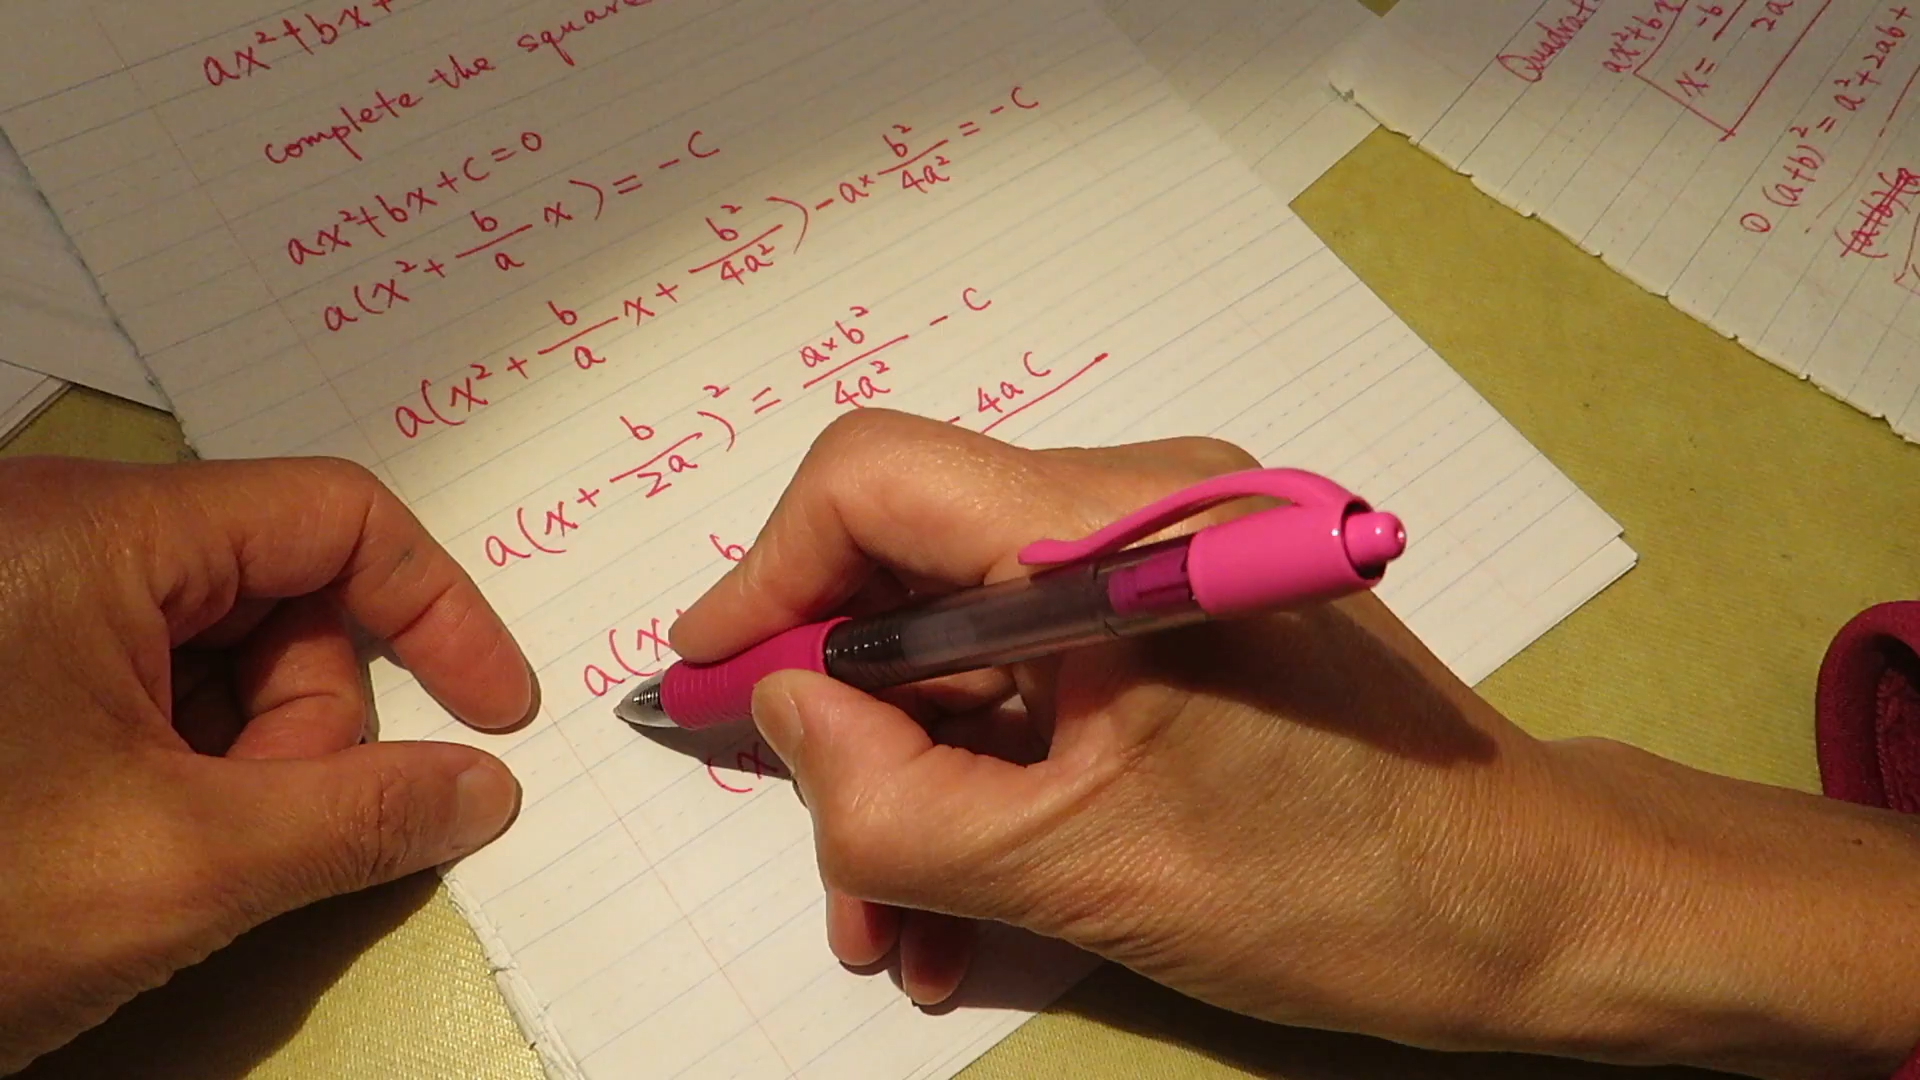 ax²+bx+
complete the square
ax²+bx+c=0
a(x²+ b/a x)=-c
a(x²+ b/a x+ b²/4a²)-a× b²/4a² =-c
a(x+ b/2a)² = a×b²/4a² -c
a(x b - 4ac
(x
Quadrat
ax²+bx
x= -b 2a
(a+b)²=a²+2ab+